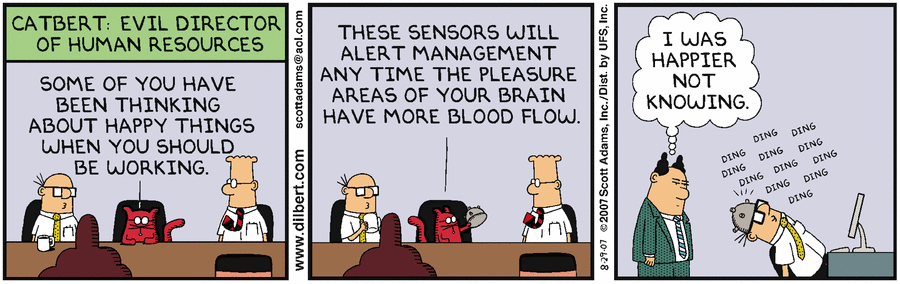 CATBERT: EVIL DIRECTOR
OF HUMAN RESOURCES
SOME OF YOU HAVE
BEEN THINKING
ABOUT HAPPY THINGS
WHEN YOU SHOULD
BE WORKING.
www.dilbert.com
scottadams@aol.com
THESE SENSORS WILL
ALERT MANAGEMENT
ANY TIME THE PLEASURE
AREAS OF YOUR BRAIN
HAVE MORE BLOOD FLOW.
8-29-07 ©2007 Scott Adams, Inc./Dist. by UFS, Inc.
I WAS
HAPPIER
NOT
KNOWING.
DING DING DING
DING DING DING
DING DING DING
DING DING
DING